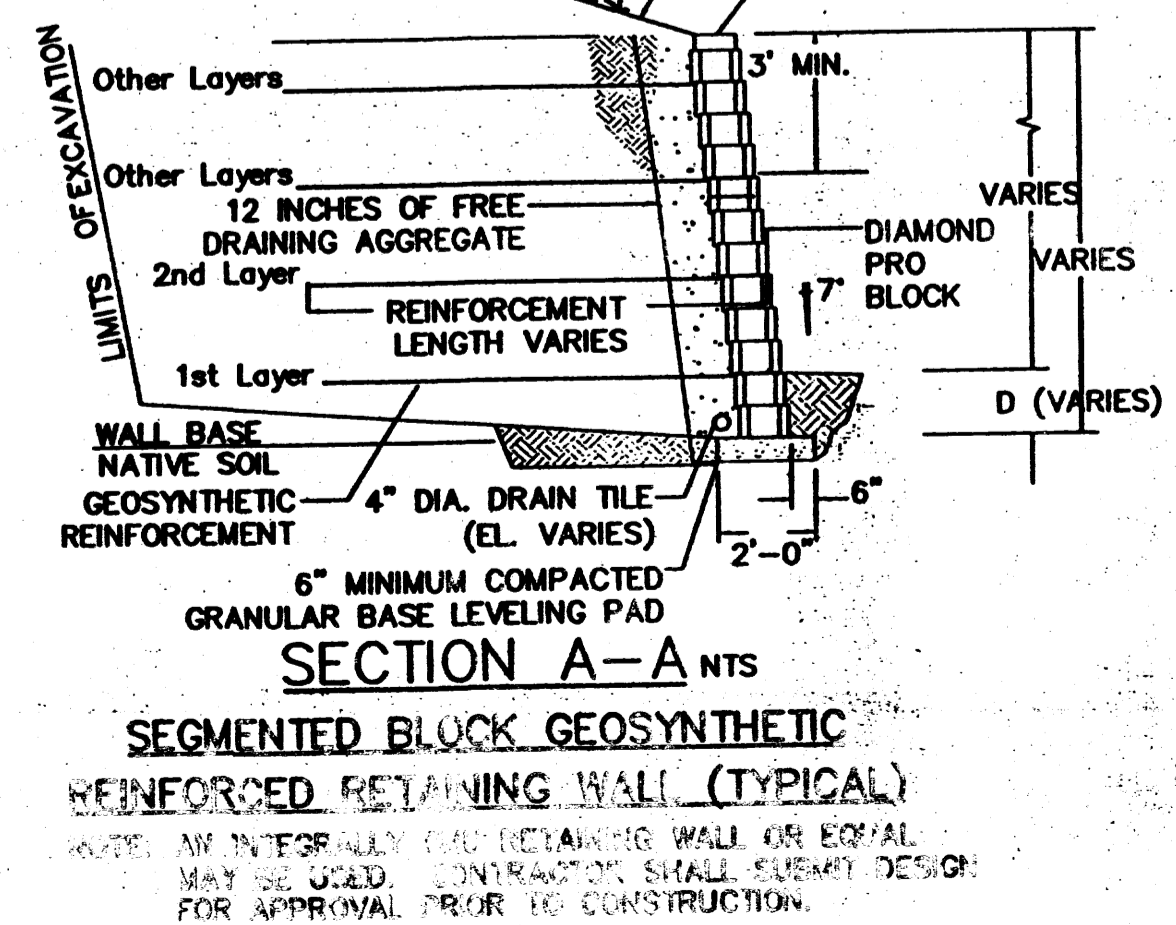 LIMITS OF EXCAVATION
Other Layers
3' MIN.
Other Layers
12 INCHES OF FREE
DRAINING AGGREGATE
VARIES
DIAMOND
PRO
BLOCK
VARIES
2nd Layer
REINFORCEMENT
LENGTH VARIES
7°
1st Layer
D (VARIES)
WALL BASE
NATIVE SOIL
GEOSYNTHETIC
REINFORCEMENT
4" DIA. DRAIN TILE
(EL. VARIES)
6"
2'-0"
6" MINIMUM COMPACTED
GRANULAR BASE LEVELING PAD
SECTION A-A NTS
SEGMENTED BLOCK GEOSYNTHETIC
REINFORCED RETAINING WALL (TYPICAL)
NOTE: AN INTEGRALLY CMU RETAINING WALL OR EQUAL
MAY BE USED. CONTRACTOR SHALL SUBMIT DESIGN
FOR APPROVAL PRIOR TO CONSTRUCTION.